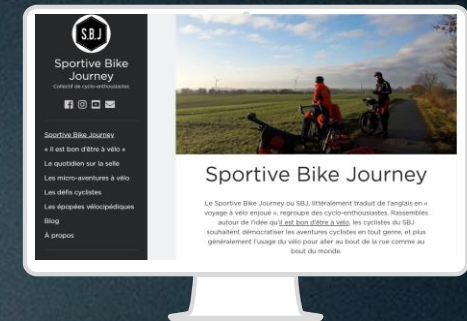 S.B.J
Sportive Bike
Journey
Collectif de cyclo-enthousiastes
Sportive Bike Journey
« Il est bon d'être à vélo »
Le quotidien sur la selle
Les micro-aventures à vélo
Les défis cyclistes
Les épopées vélocipédiques
Blog
À propos
Sportive Bike Journey
Le Sportive Bike Journey ou SBJ, littéralement traduit de l'anglais en «
voyage à vélo enjoué », regroupe des cyclo-enthousiastes. Rassemblés
autour de l'idée qu'il est bon d'être à vélo, les cyclistes du SBJ
souhaitent démocratiser les aventures cyclistes en tout genre, et plus
généralement l'usage du vélo pour aller au bout de la rue comme au
bout du monde.